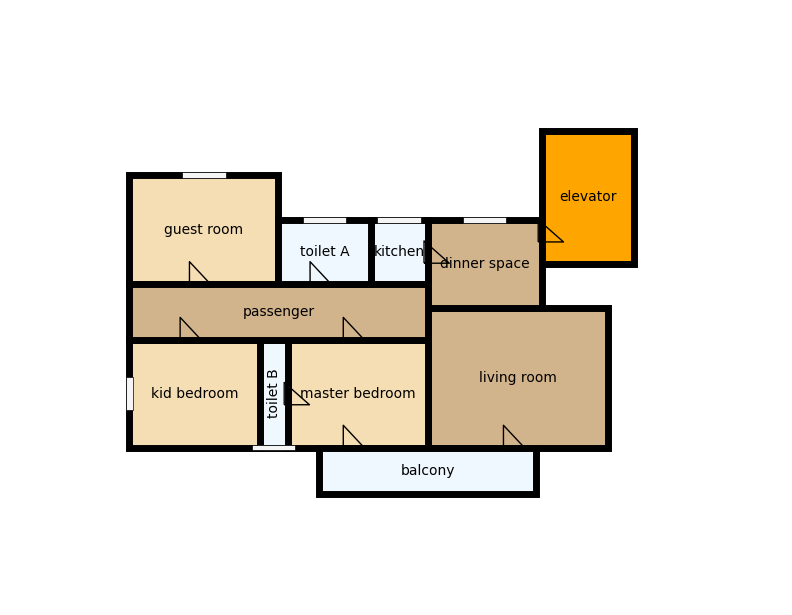 elevator
guest room
toilet A
kitchen
dinner space
passenger
living room
kid bedroom
toilet B
master bedroom
balcony